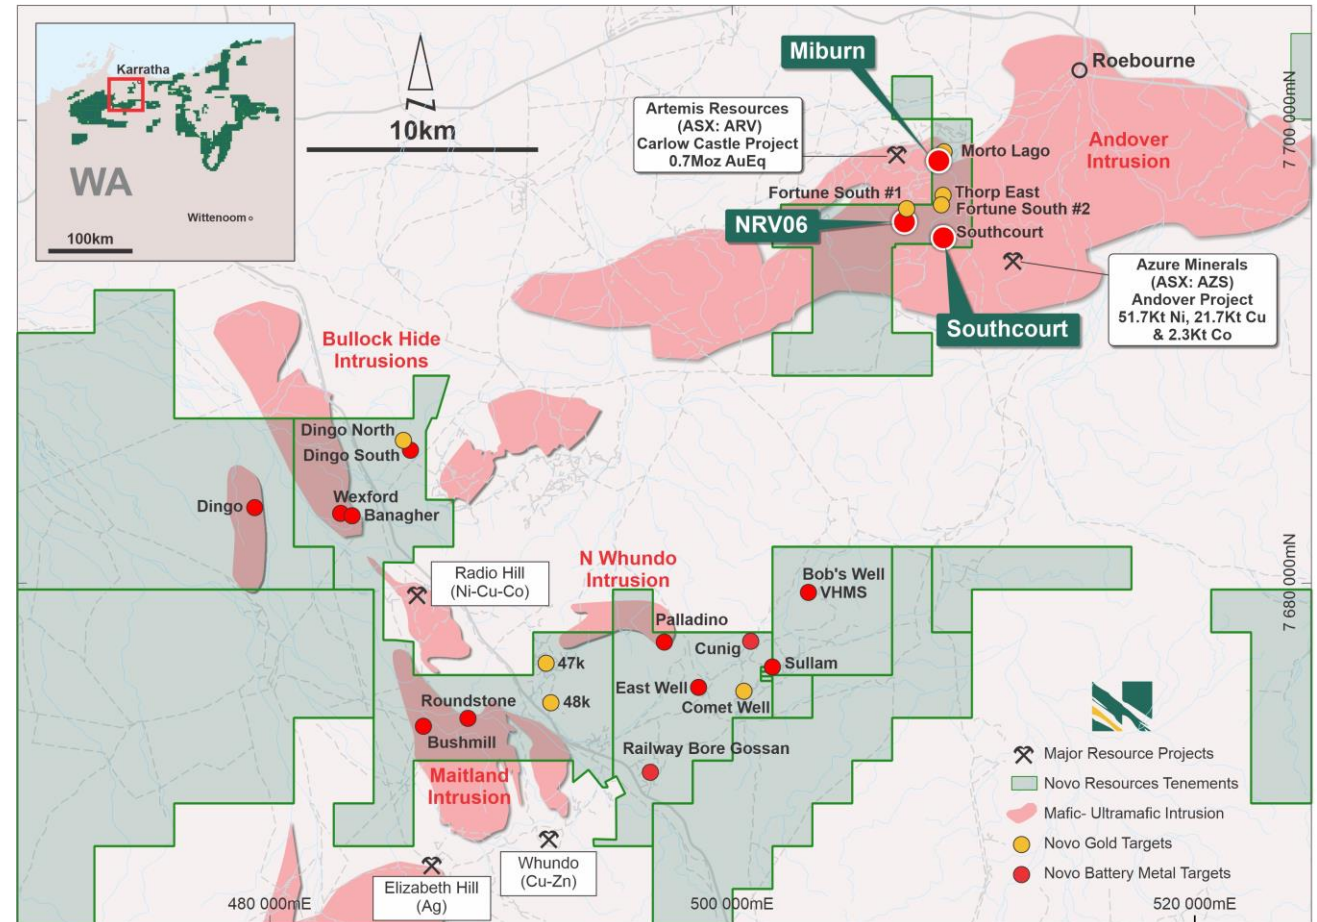 Karratha
WA
Wittenoom
100km
N
10km
Miburn
Roebourne
Artemis Resources
(ASX: ARV)
Carlow Castle Project
0.7Moz AuEq
Andover
Intrusion
7 700 000mN
Morto Lago
Fortune South #1
Thorp East
Fortune South #2
NRV06
Southcourt
Azure Minerals
(ASX: AZS)
Andover Project
51.7Kt Ni, 21.7Kt Cu
& 2.3Kt Co
Southcourt
Bullock Hide
Intrusions
Dingo North
Dingo South
Dingo
Wexford
Banagher
Radio Hill
(Ni-Cu-Co)
N Whundo
Intrusion
Bob's Well
VHMS
7 680 000mN
Palladino
Cunig
Sullam
47k
East Well
48k
Comet Well
Roundstone
Bushmill
Railway Bore Gossan
Maitland
Intrusion
Major Resource Projects
Novo Resources Tenements
Mafic- Ultramafic Intrusion
Novo Gold Targets
Novo Battery Metal Targets
Whundo
(Cu-Zn)
Elizabeth Hill
(Ag)
480 000mE
500 000mE
520 000mE